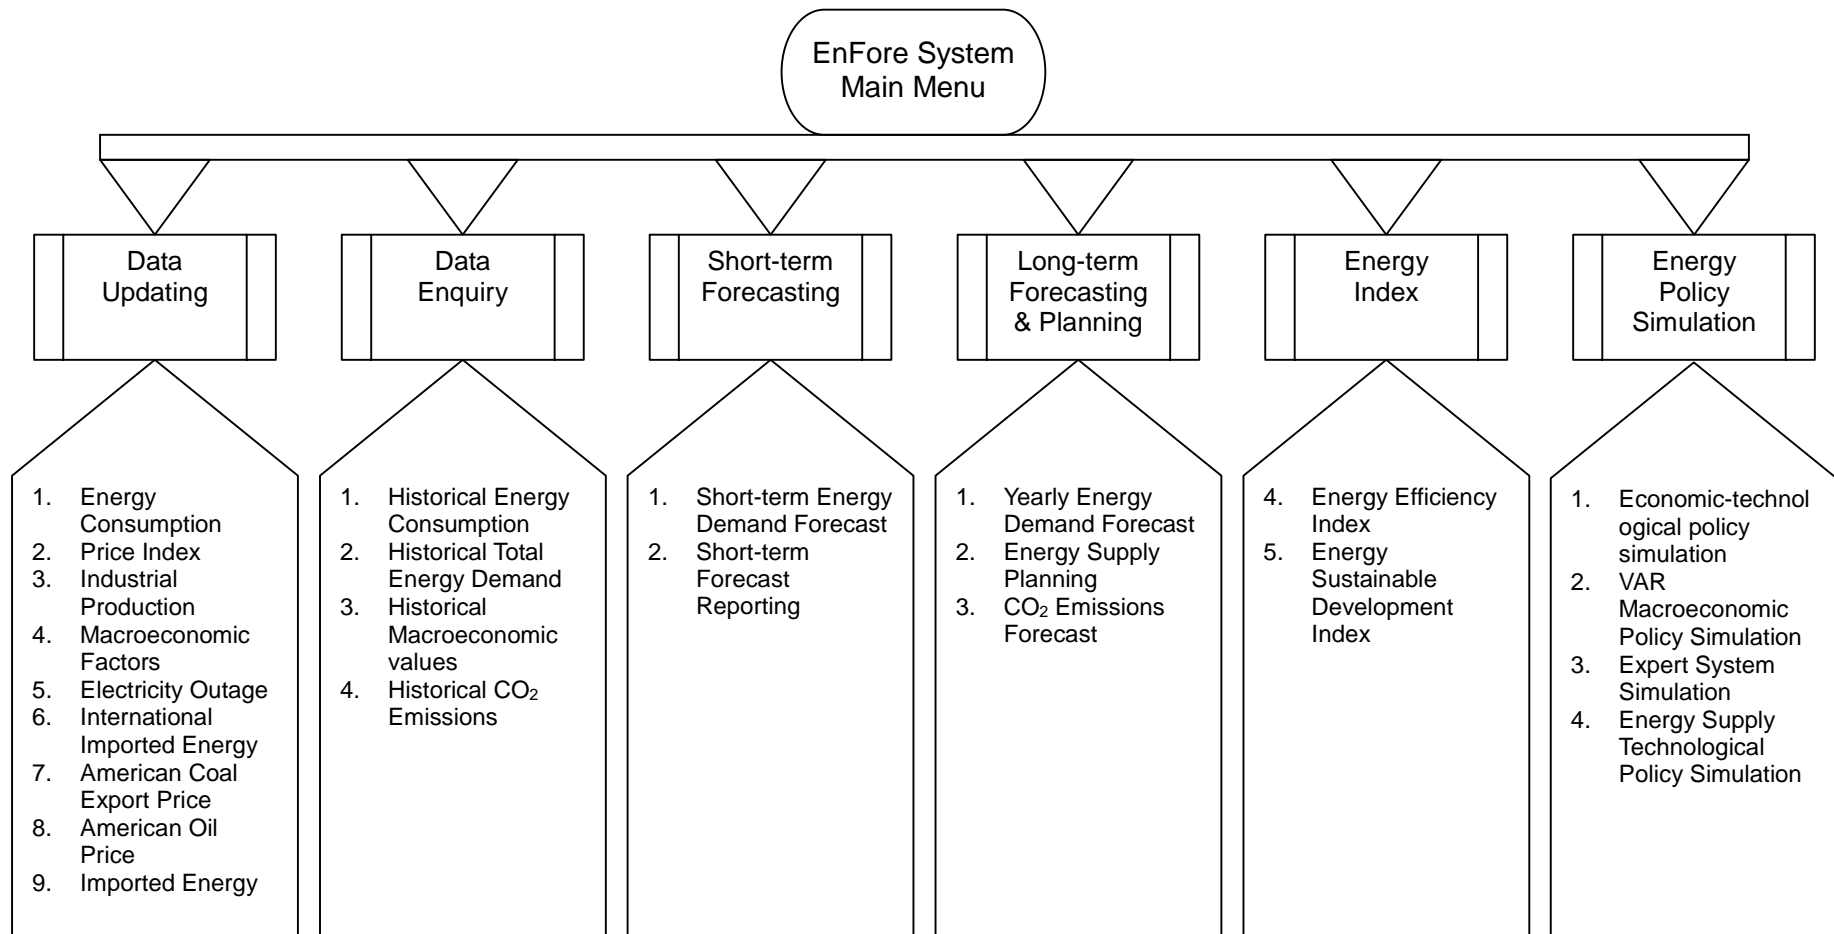 EnFore System
Main Menu
Data
Updating
Data
Enquiry
Short-term
Forecasting
Long-term
Forecasting
& Planning
Energy
Index
Energy
Policy
Simulation
1. Energy
Consumption
2. Price Index
3. Industrial
Production
4. Macroeconomic
Factors
5. Electricity Outage
6. International
Imported Energy
7. American Coal
Export Price
8. American Oil
Price
9. Imported Energy
1. Historical Energy
Consumption
2. Historical Total
Energy Demand
3. Historical
Macroeconomic
values
4. Historical CO₂
Emissions
1. Short-term Energy
Demand Forecast
2. Short-term
Forecast
Reporting
1. Yearly Energy
Demand Forecast
2. Energy Supply
Planning
3. CO₂ Emissions
Forecast
4. Energy Efficiency
Index
5. Energy
Sustainable
Development
Index
1. Economic-technol
ogical policy
simulation
2. VAR
Macroeconomic
Policy Simulation
3. Expert System
Simulation
4. Energy Supply
Technological
Policy Simulation